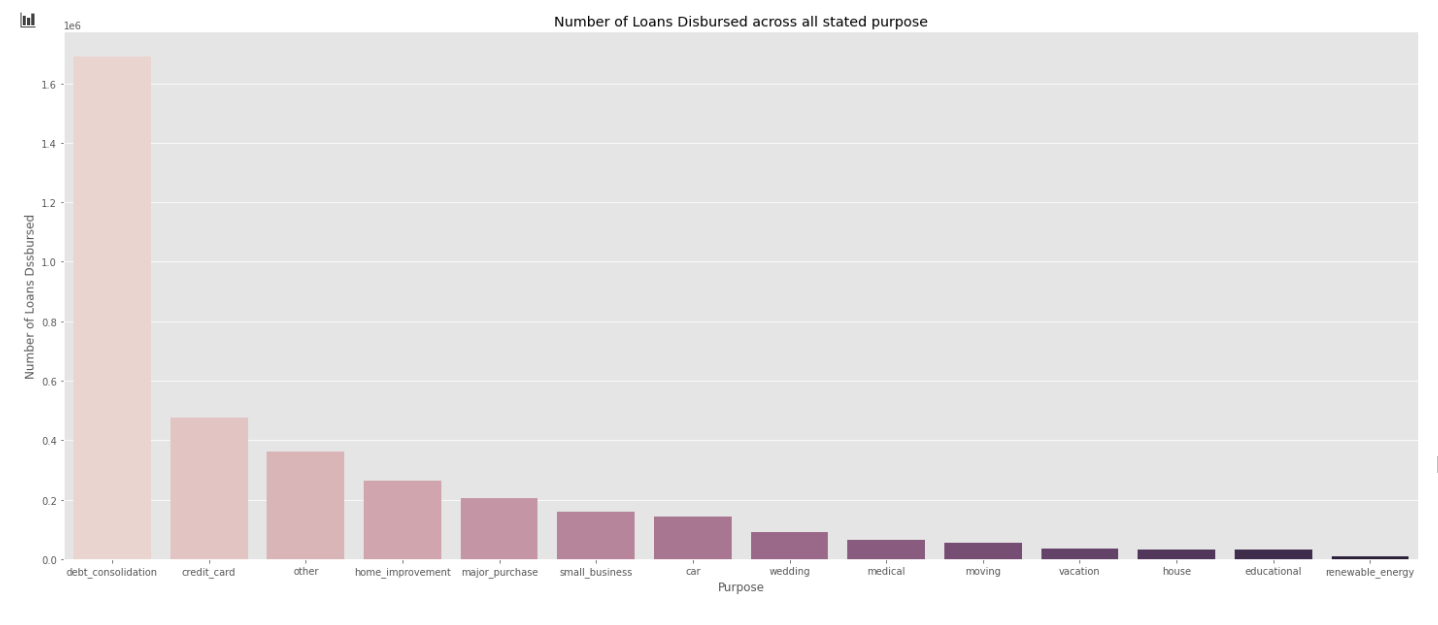 Number of Loans Disbursed across all stated purpose
1e6
1.6
1.4
1.2
1.0
0.8
0.6
0.4
0.2
0.0
Number of Loans Dssbursed
debt_consolidation credit_card other home_improvement major_purchase small_business car wedding medical moving vacation house educational renewable_energy
Purpose